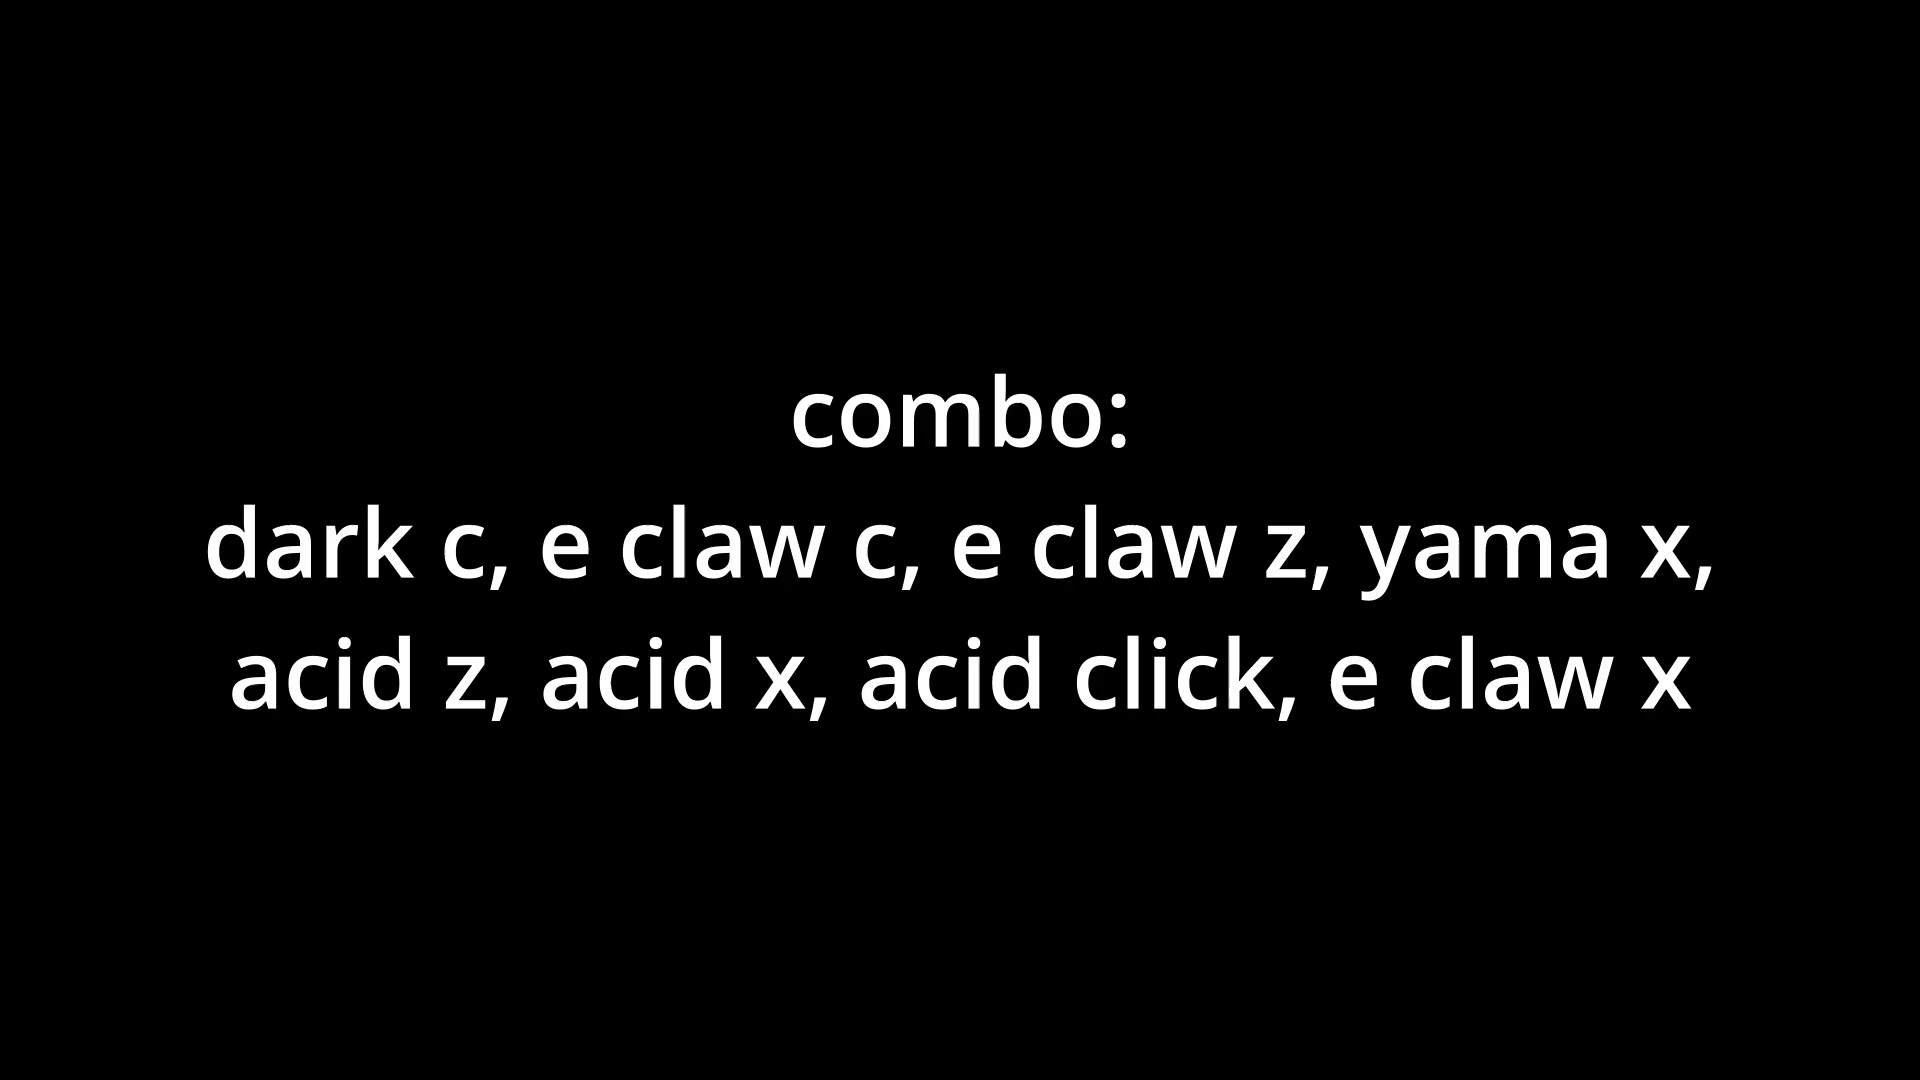 combo:
dark c, e claw c, e claw z, yama x,
acid z, acid x, acid click, e claw x